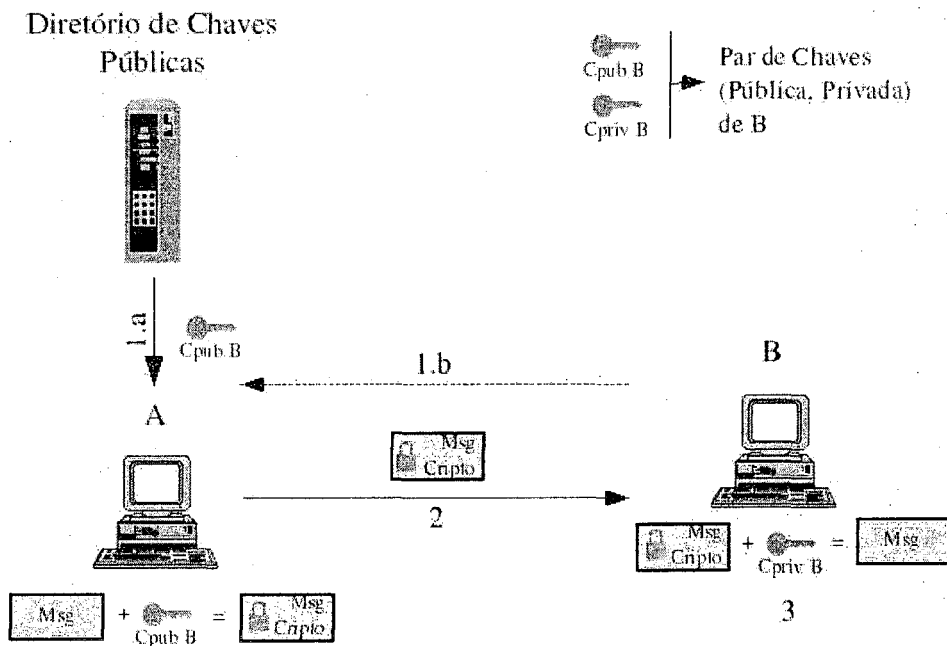 Diretório de Chaves
Públicas
Cpub B
Cpriv B
Par de Chaves
(Pública, Privada)
de B
1.a
Cpub B
1.b
A
B
Msg
Cripto
2
Msg
Cripto
+
Cpriv B
=
Msg
3
Msg
+
Cpub B
=
Msg
Cripto